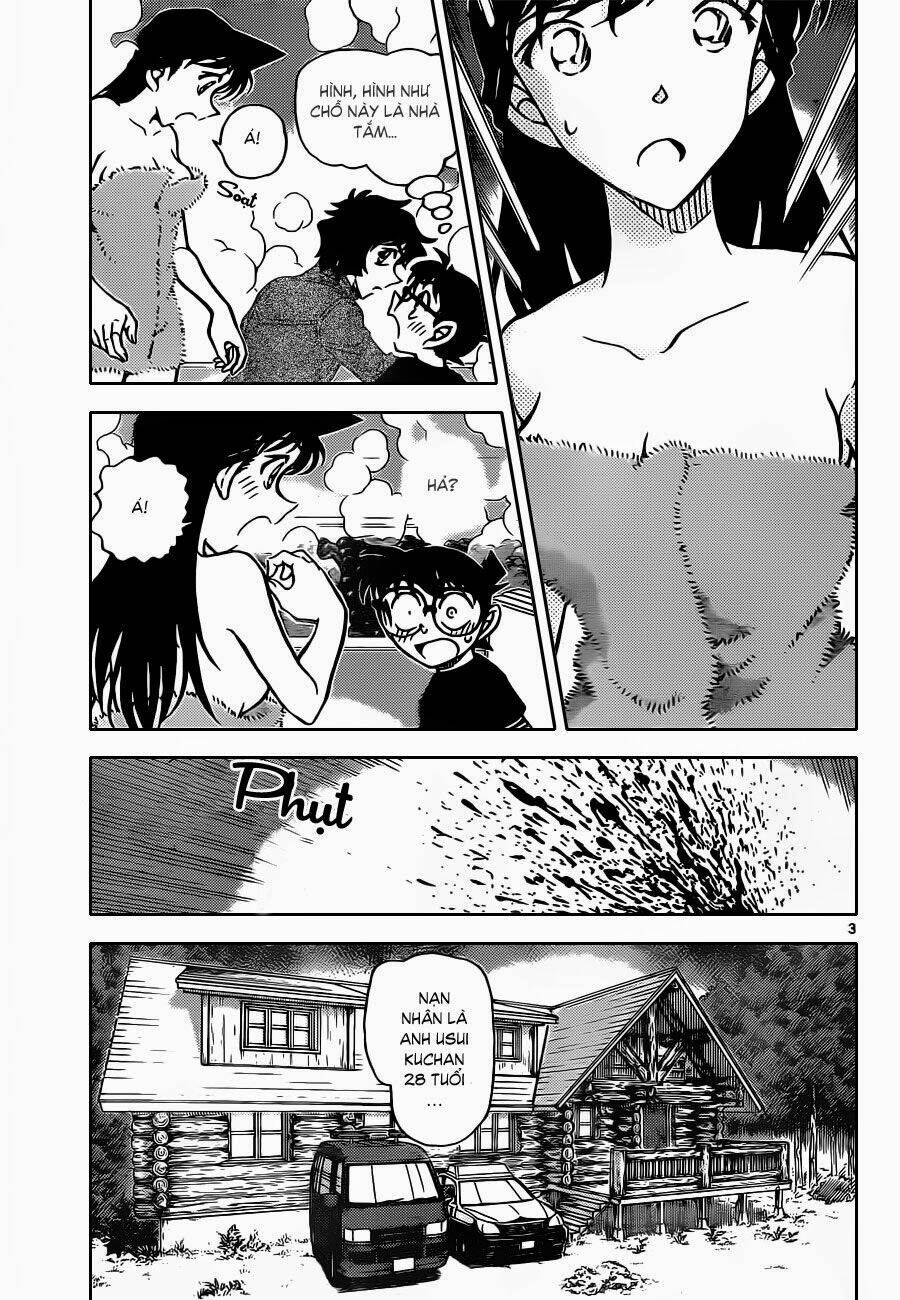 HÌNH, HÌNH NHƯ
CHỖ NÀY LÀ NHÀ
TẮM...
Á!
Soạt
HẢ?
Á!
Phụt
3
NẠN
NHÂN LÀ
ANH USUI
KUCHAN
28 TUỔI
...